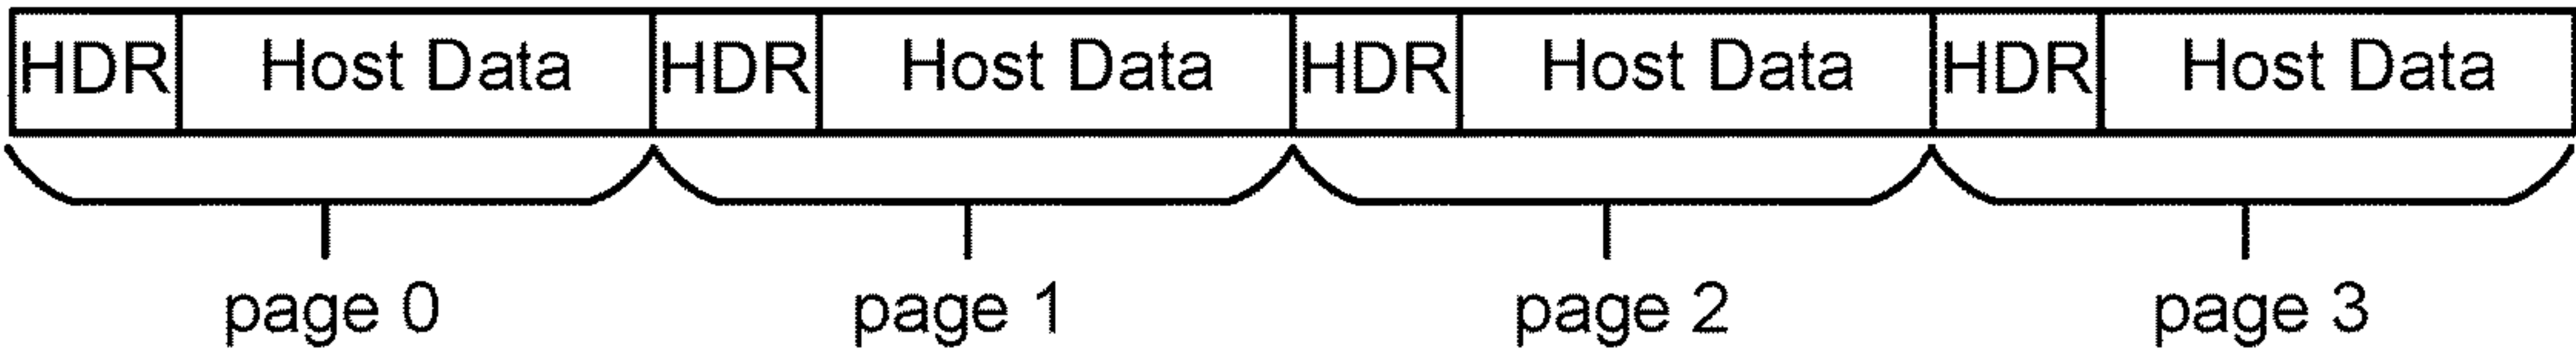 HDR Host Data HDR Host Data HDR Host Data HDR Host Data
page 0 page 1 page 2 page 3